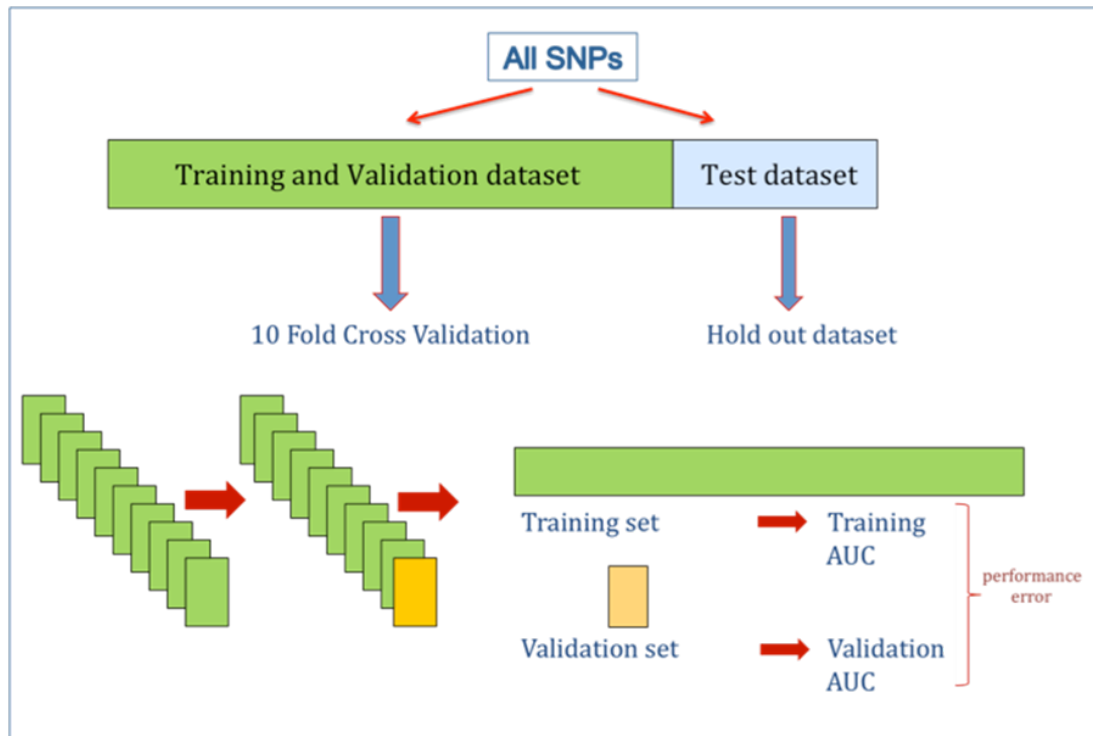 All SNPs
Training and Validation dataset
Test dataset
10 Fold Cross Validation
Hold out dataset
Training set
Training
AUC
performance
error
Validation set
Validation
AUC